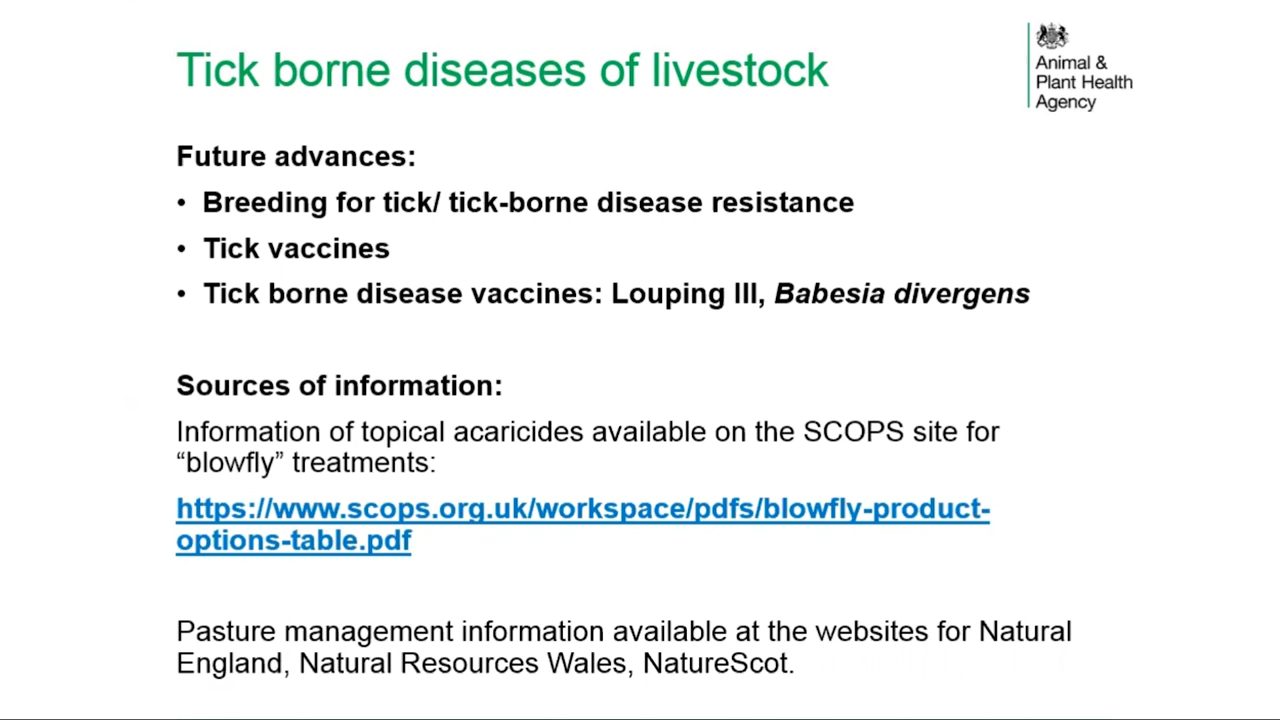 Tick borne diseases of livestock
Animal &
Plant Health
Agency
Future advances:
• Breeding for tick/ tick-borne disease resistance
• Tick vaccines
• Tick borne disease vaccines: Louping Ill, Babesia divergens
Sources of information:
Information of topical acaricides available on the SCOPS site for
“blowfly” treatments:
https://www.scops.org.uk/workspace/pdfs/blowfly-product-
options-table.pdf
Pasture management information available at the websites for Natural
England, Natural Resources Wales, NatureScot.